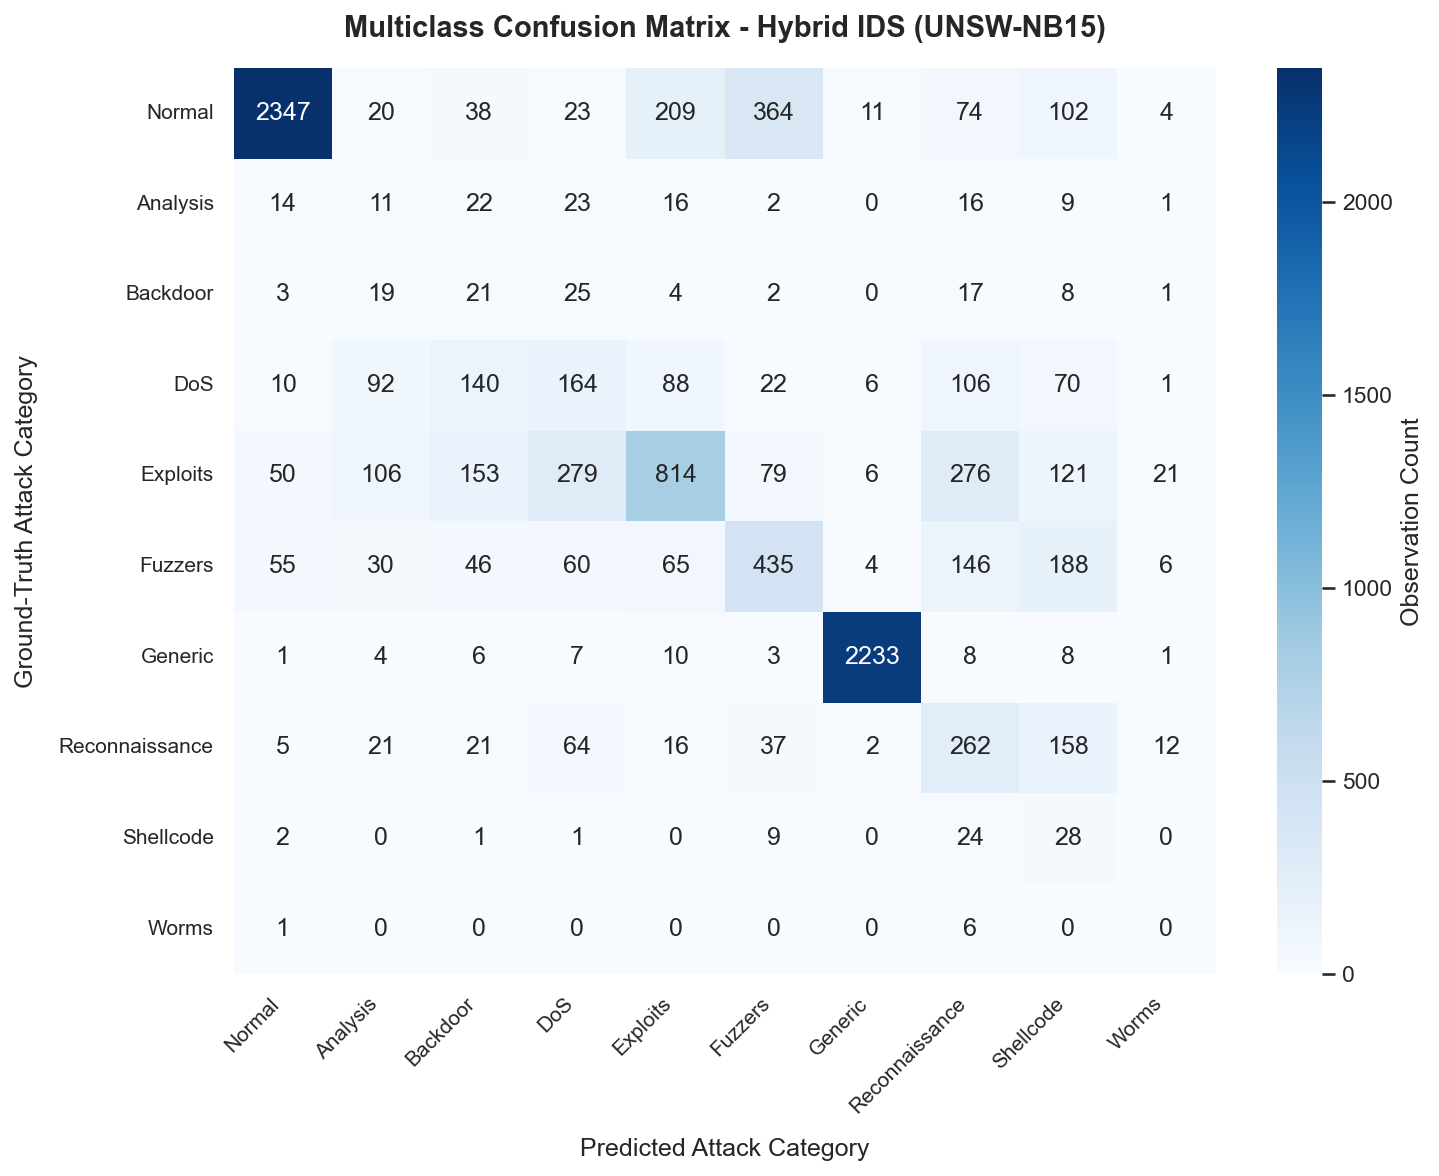 Multiclass Confusion Matrix - Hybrid IDS (UNSW-NB15)
Ground-Truth Attack Category
Normal 2347 20 38 23 209 364 11 74 102 4
Analysis 14 11 22 23 16 2 0 16 9 1
Backdoor 3 19 21 25 4 2 0 17 8 1
DoS 10 92 140 164 88 22 6 106 70 1
Exploits 50 106 153 279 814 79 6 276 121 21
Fuzzers 55 30 46 60 65 435 4 146 188 6
Generic 1 4 6 7 10 3 2233 8 8 1
Reconnaissance 5 21 21 64 16 37 2 262 158 12
Shellcode 2 0 1 1 0 9 0 24 28 0
Worms 1 0 0 0 0 0 0 6 0 0
Normal Analysis Backdoor DoS Exploits Fuzzers Generic Reconnaissance Shellcode Worms
Predicted Attack Category
2000
1500
1000
500
0
Observation Count